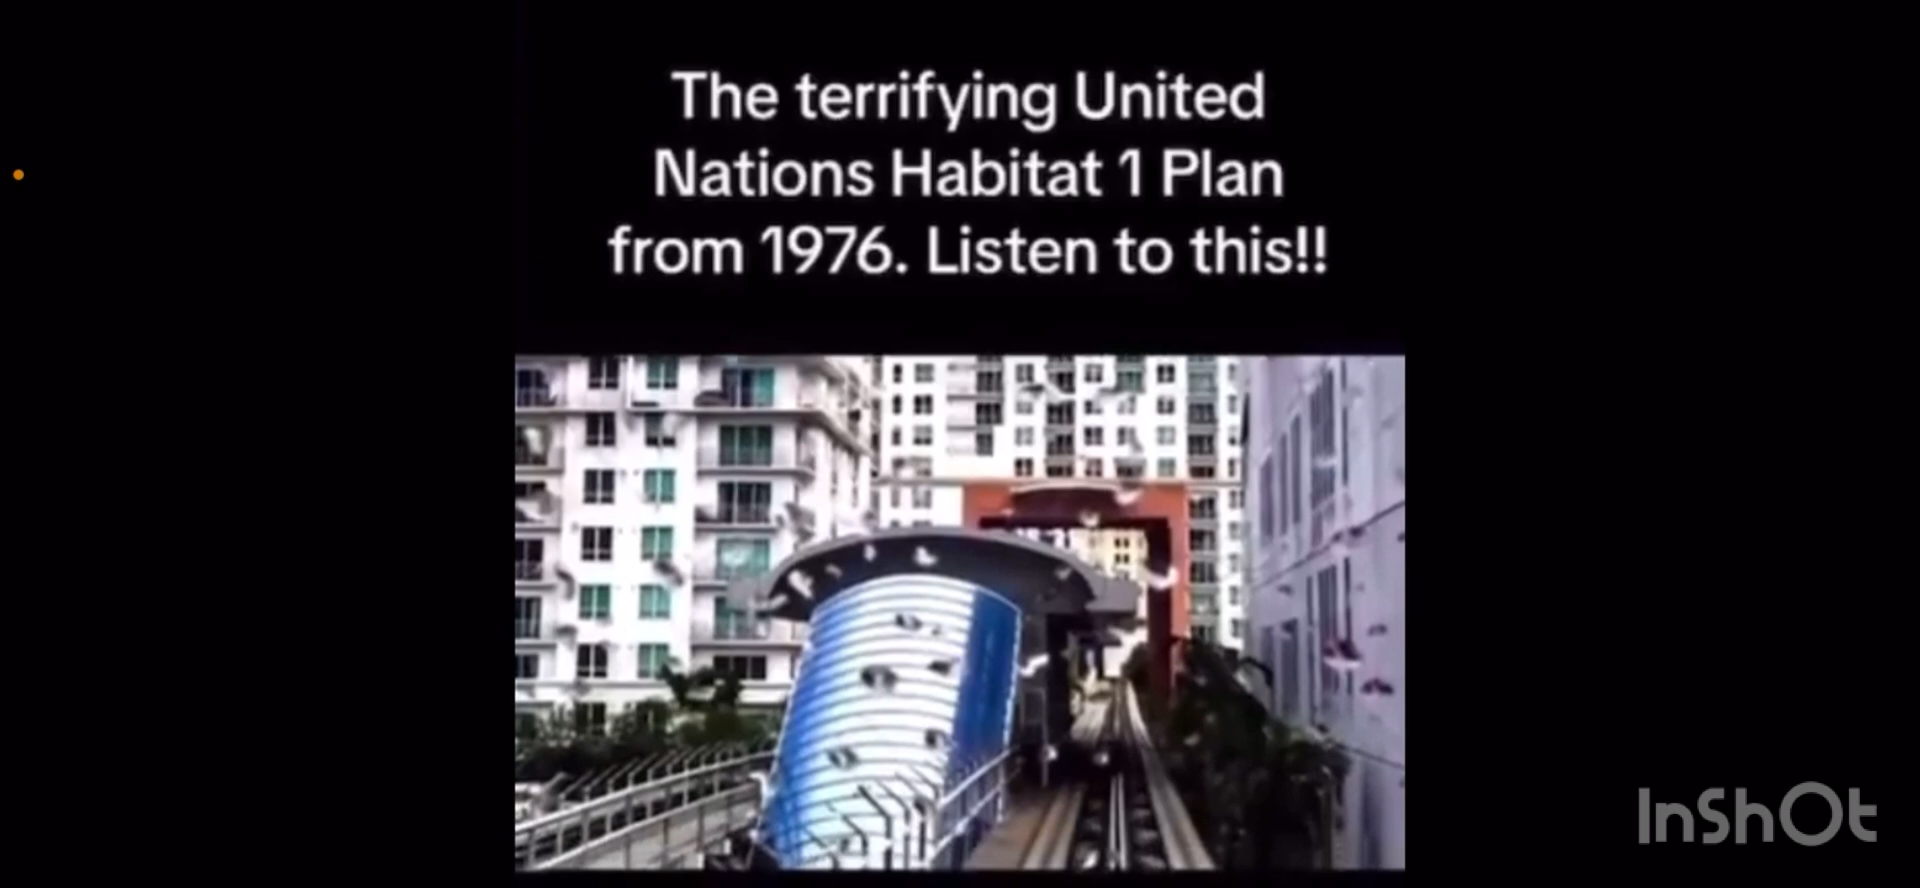 The terrifying United
Nations Habitat 1 Plan
from 1976. Listen to this!!
InShOt